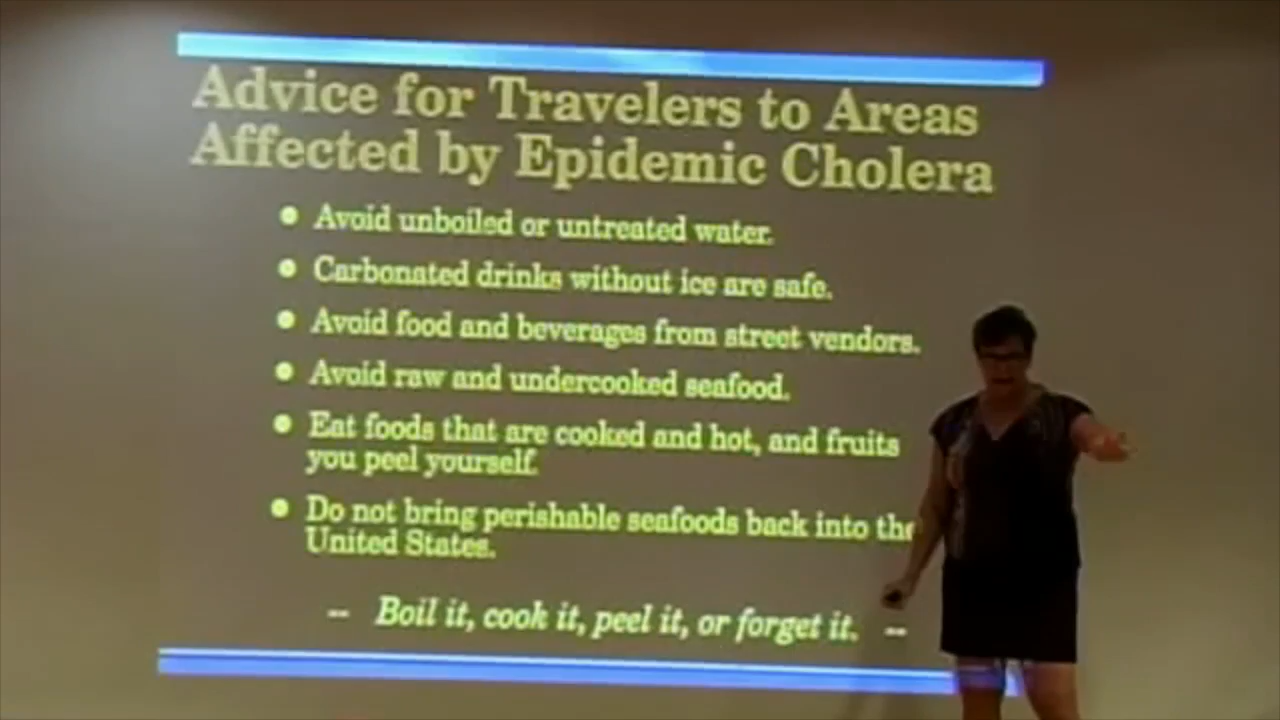 Advice for Travelers to Areas
Affected by Epidemic Cholera
• Avoid unboiled or untreated water.
• Carbonated drinks without ice are safe.
• Avoid food and beverages from street vendors.
• Avoid raw and undercooked seafood.
• Eat foods that are cooked and hot, and fruits
you peel yourself.
• Do not bring perishable seafoods back into the
United States.
-- Boil it, cook it, peel it, or forget it. --